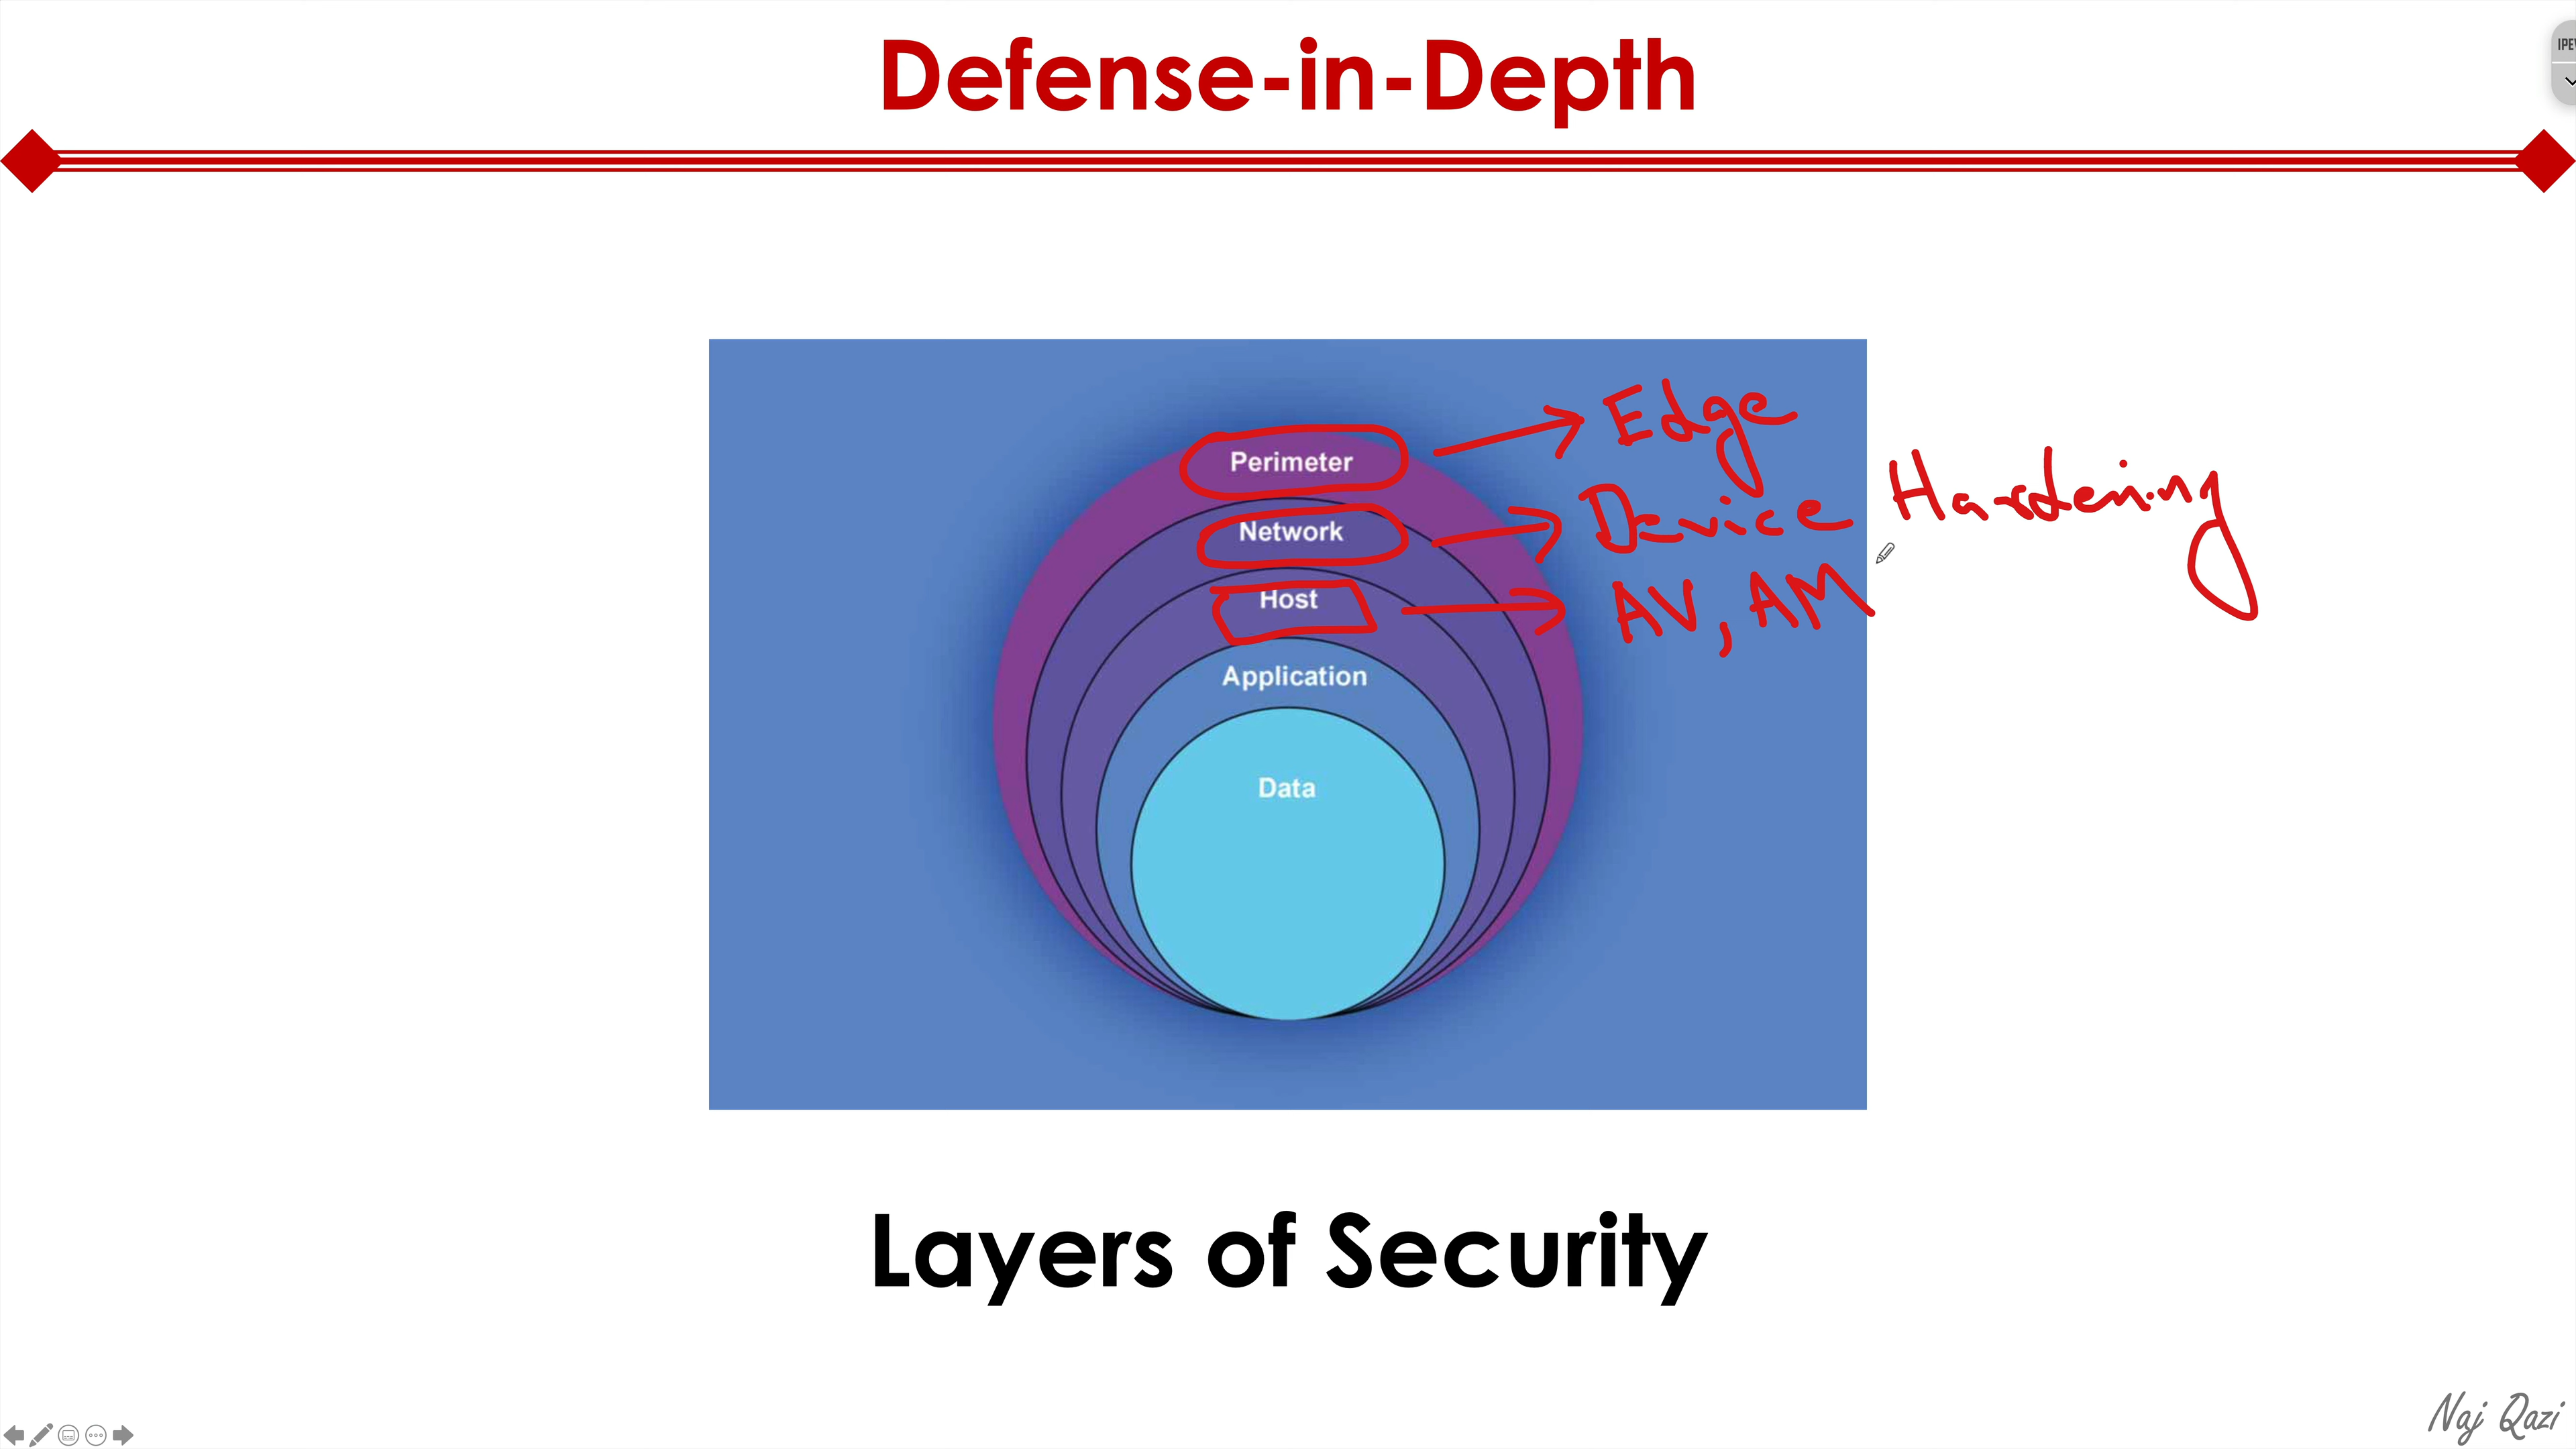 Defense-in-Depth
Perimeter
Edge
Network
Device Hardening
Host
AV, AM
Application
Data
Layers of Security
Naj Qazi